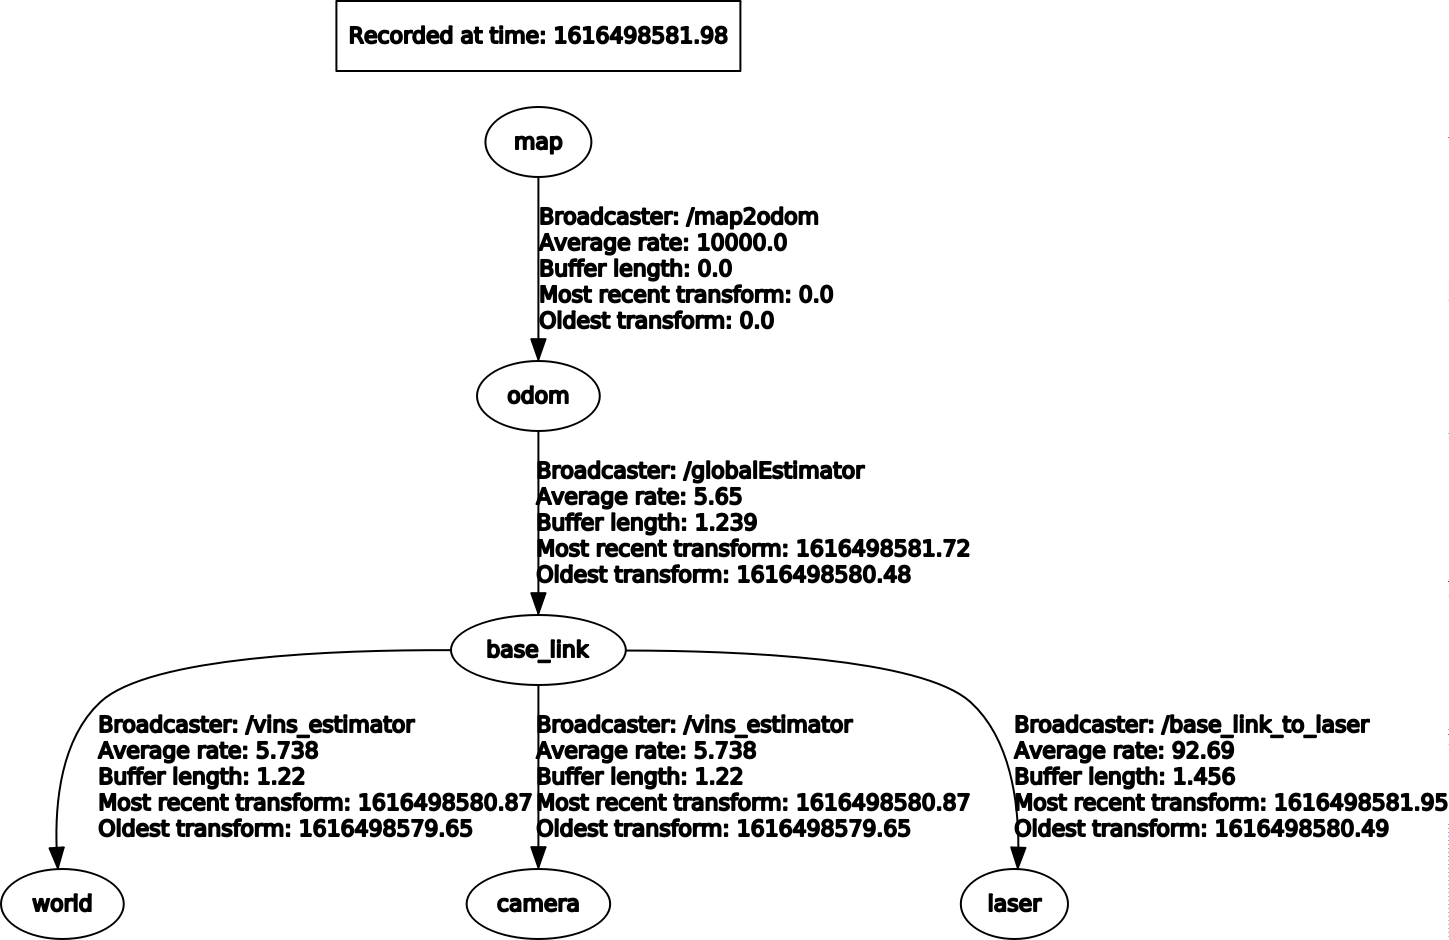 Recorded at time: 1616498581.98
map
Broadcaster: /map2odom
Average rate: 10000.0
Buffer length: 0.0
Most recent transform: 0.0
Oldest transform: 0.0
odom
Broadcaster: /globalEstimator
Average rate: 5.65
Buffer length: 1.239
Most recent transform: 1616498581.72
Oldest transform: 1616498580.48
base_link
Broadcaster: /vins_estimator
Average rate: 5.738
Buffer length: 1.22
Most recent transform: 1616498580.87
Oldest transform: 1616498579.65
Broadcaster: /vins_estimator
Average rate: 5.738
Buffer length: 1.22
Most recent transform: 1616498580.87
Oldest transform: 1616498579.65
Broadcaster: /base_link_to_laser
Average rate: 92.69
Buffer length: 1.456
Most recent transform: 1616498581.95
Oldest transform: 1616498580.49
world
camera
laser